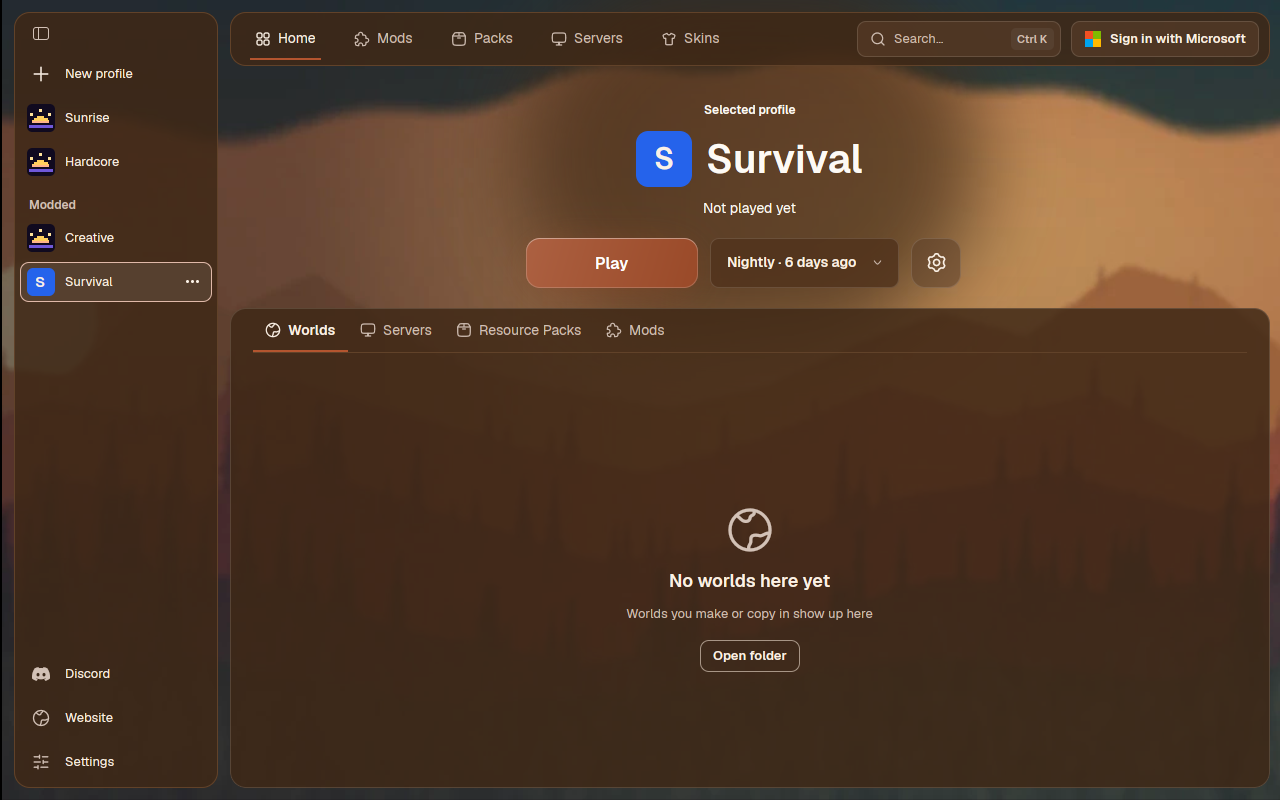 New profile
Sunrise
Hardcore
Modded
Creative
S Survival
Discord
Website
Settings
Home Mods Packs Servers Skins Search... Ctrl K Sign in with Microsoft
Selected profile
S Survival
Not played yet
Play Nightly · 6 days ago
Worlds Servers Resource Packs Mods
No worlds here yet
Worlds you make or copy in show up here
Open folder